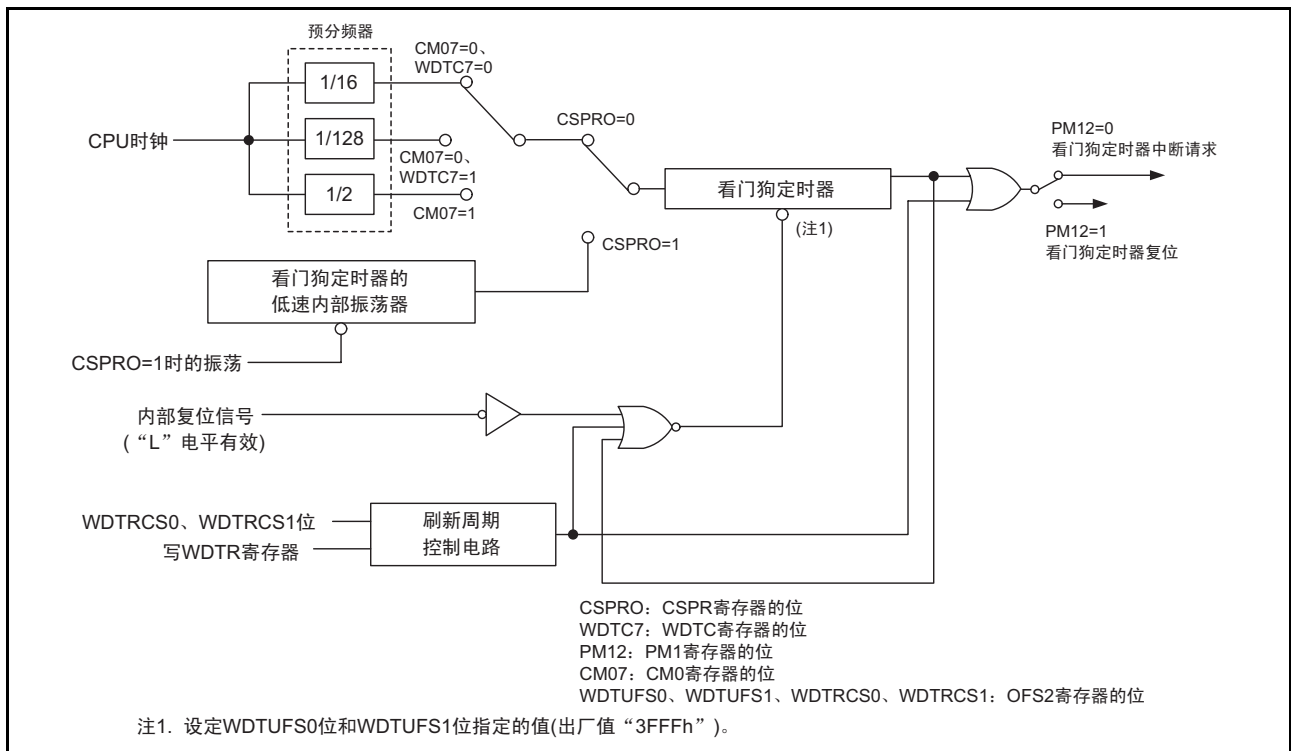 预分频器
CM07=0、
WDTC7=0
1/16
CSPRO=0
CPU时钟
1/128
CM07=0、
WDTC7=1
1/2
CM07=1
看门狗定时器
(注1)
PM12=0
看门狗定时器中断请求
PM12=1
看门狗定时器复位
CSPRO=1
看门狗定时器的
低速内部振荡器
CSPRO=1时的振荡
内部复位信号
(“L”电平有效)
WDTRCS0、WDTRCS1位
写WDTR寄存器
刷新周期
控制电路
CSPRO：CSPR寄存器的位
WDTC7：WDTC寄存器的位
PM12：PM1寄存器的位
CM07：CM0寄存器的位
WDTUFS0、WDTUFS1、WDTRCS0、WDTRCS1：OFS2寄存器的位
注1. 设定WDTUFS0位和WDTUFS1位指定的值(出厂值“3FFFh”)。